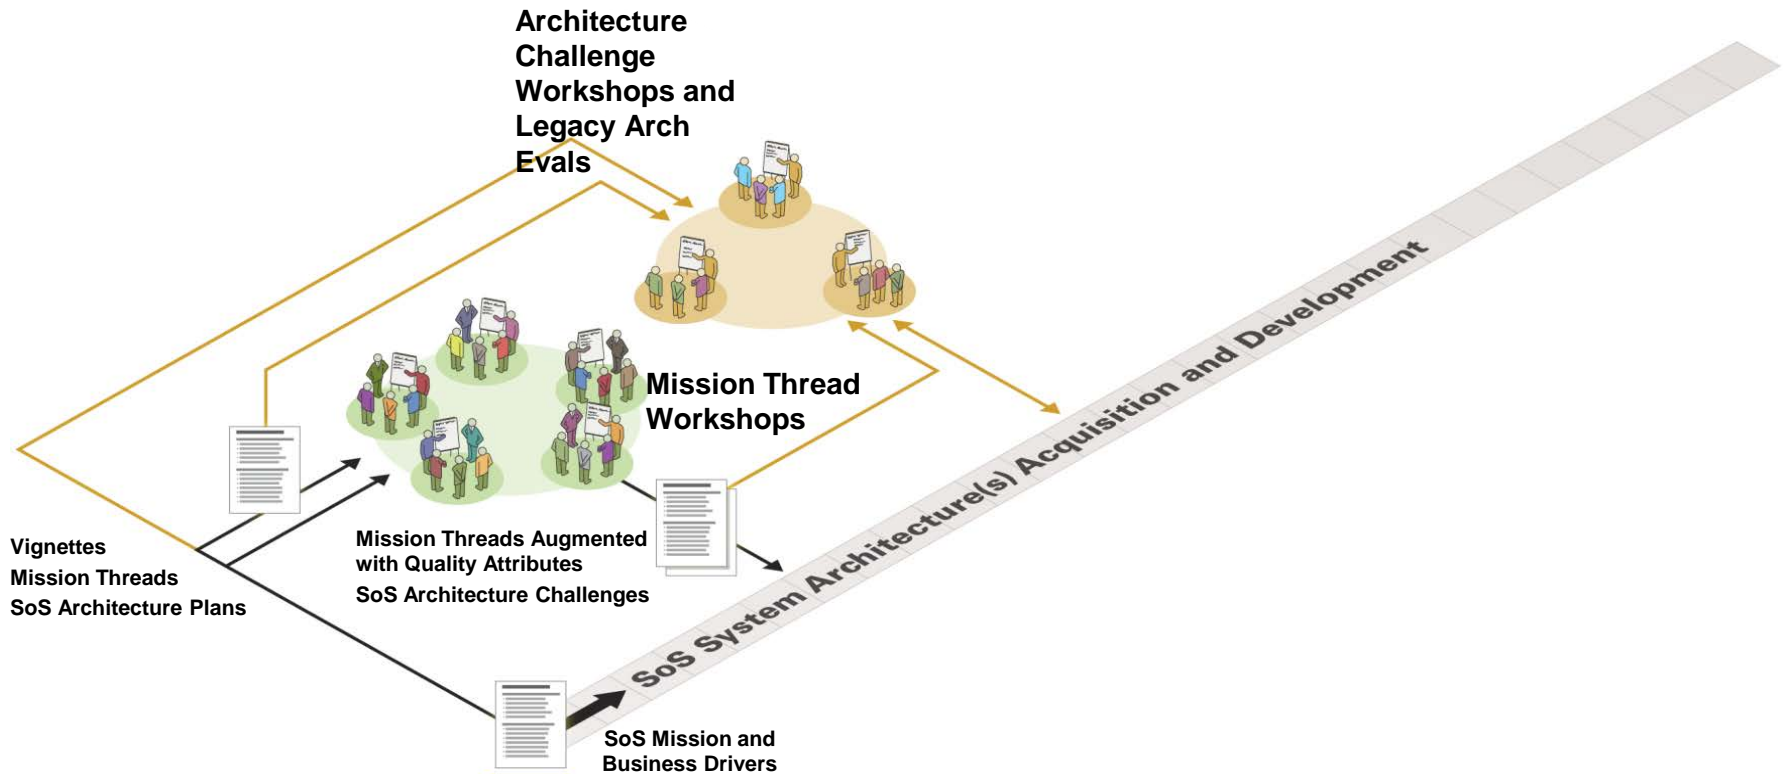 Architecture
Challenge
Workshops and
Legacy Arch
Evals
Mission Thread
Workshops
Vignettes
Mission Threads
SoS Architecture Plans
Mission Threads Augmented
with Quality Attributes
SoS Architecture Challenges
SoS System Architecture(s) Acquisition and Development
SoS Mission and
Business Drivers